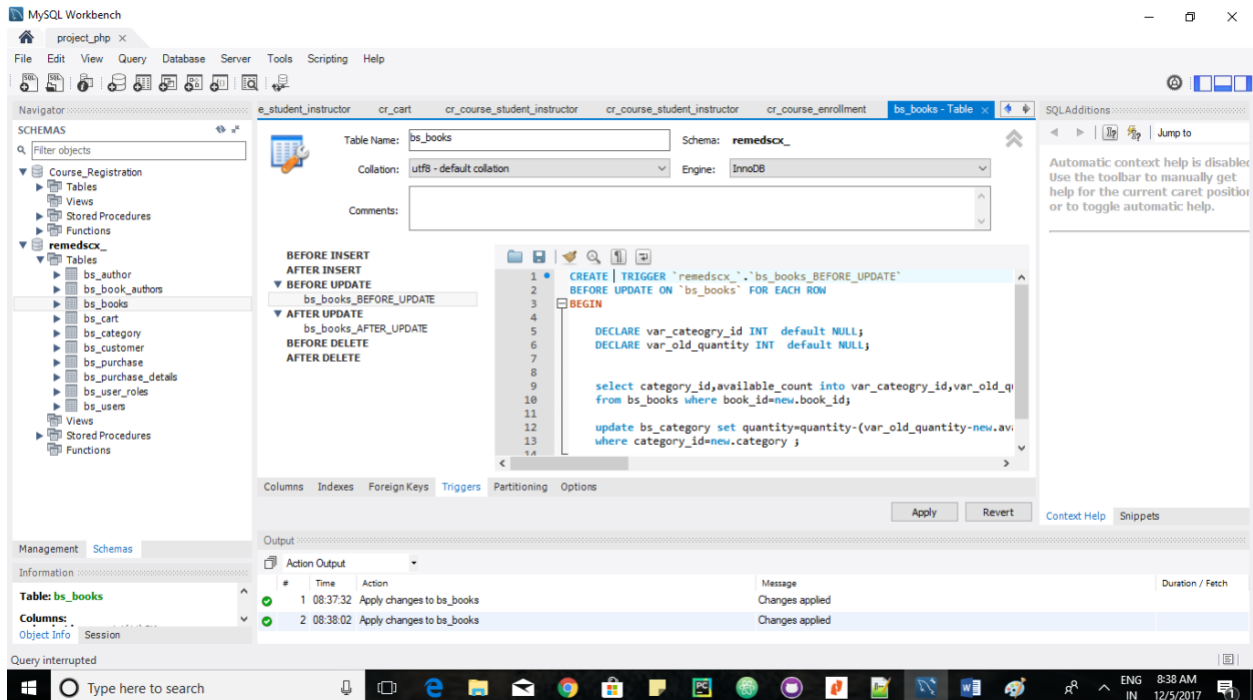 MySQL Workbench
project_php ×
File Edit View Query Database Server Tools Scripting Help
Navigator
SCHEMAS
Filter objects
Course_Registration
Tables
Views
Stored Procedures
Functions
remedscx_
Tables
bs_author
bs_book_authors
bs_books
bs_cart
bs_category
bs_customer
bs_purchase
bs_purchase_details
bs_user_roles
bs_users
Views
Stored Procedures
Functions
Management Schemas
Information
Table: bs_books
Columns:
Object Info Session
Query interrupted
e_student_instructor cr_cart cr_course_student_instructor cr_course_student_instructor cr_course_enrollment bs_books - Table ×
Table Name: bs_books Schema: remedscx_
Collation: utf8 - default collation Engine: InnoDB
Comments:
BEFORE INSERT
AFTER INSERT
BEFORE UPDATE
bs_books_BEFORE_UPDATE
AFTER UPDATE
bs_books_AFTER_UPDATE
BEFORE DELETE
AFTER DELETE
1 CREATE TRIGGER `remedscx_`.`bs_books_BEFORE_UPDATE`
2 BEFORE UPDATE ON `bs_books` FOR EACH ROW
3 BEGIN
4
5 DECLARE var_cateogry_id INT default NULL;
6 DECLARE var_old_quantity INT default NULL;
7
8
9 select category_id,available_count into var_cateogry_id,var_old_q
10 from bs_books where book_id=new.book_id;
11
12 update bs_category set quantity=quantity-(var_old_quantity-new.av
13 where category_id=new.category ;
14
Columns Indexes Foreign Keys Triggers Partitioning Options
Apply Revert
SQLAdditions
Jump to
Automatic context help is disabled
Use the toolbar to manually get
help for the current caret position
or to toggle automatic help.
Context Help Snippets
Output
Action Output
# Time Action Message Duration / Fetch
1 08:37:32 Apply changes to bs_books Changes applied
2 08:38:02 Apply changes to bs_books Changes applied
Type here to search
ENG
IN
8:38 AM
12/5/2017